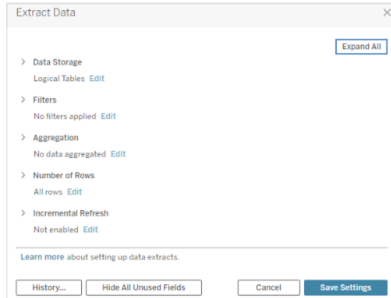 Extract Data
Expand All
Data Storage
Logical Tables Edit
Filters
No filters applied Edit
Aggregation
No data aggregated Edit
Number of Rows
All rows Edit
Incremental Refresh
Not enabled Edit
Learn more about setting up data extracts.
History... Hide All Unused Fields Cancel Save Settings